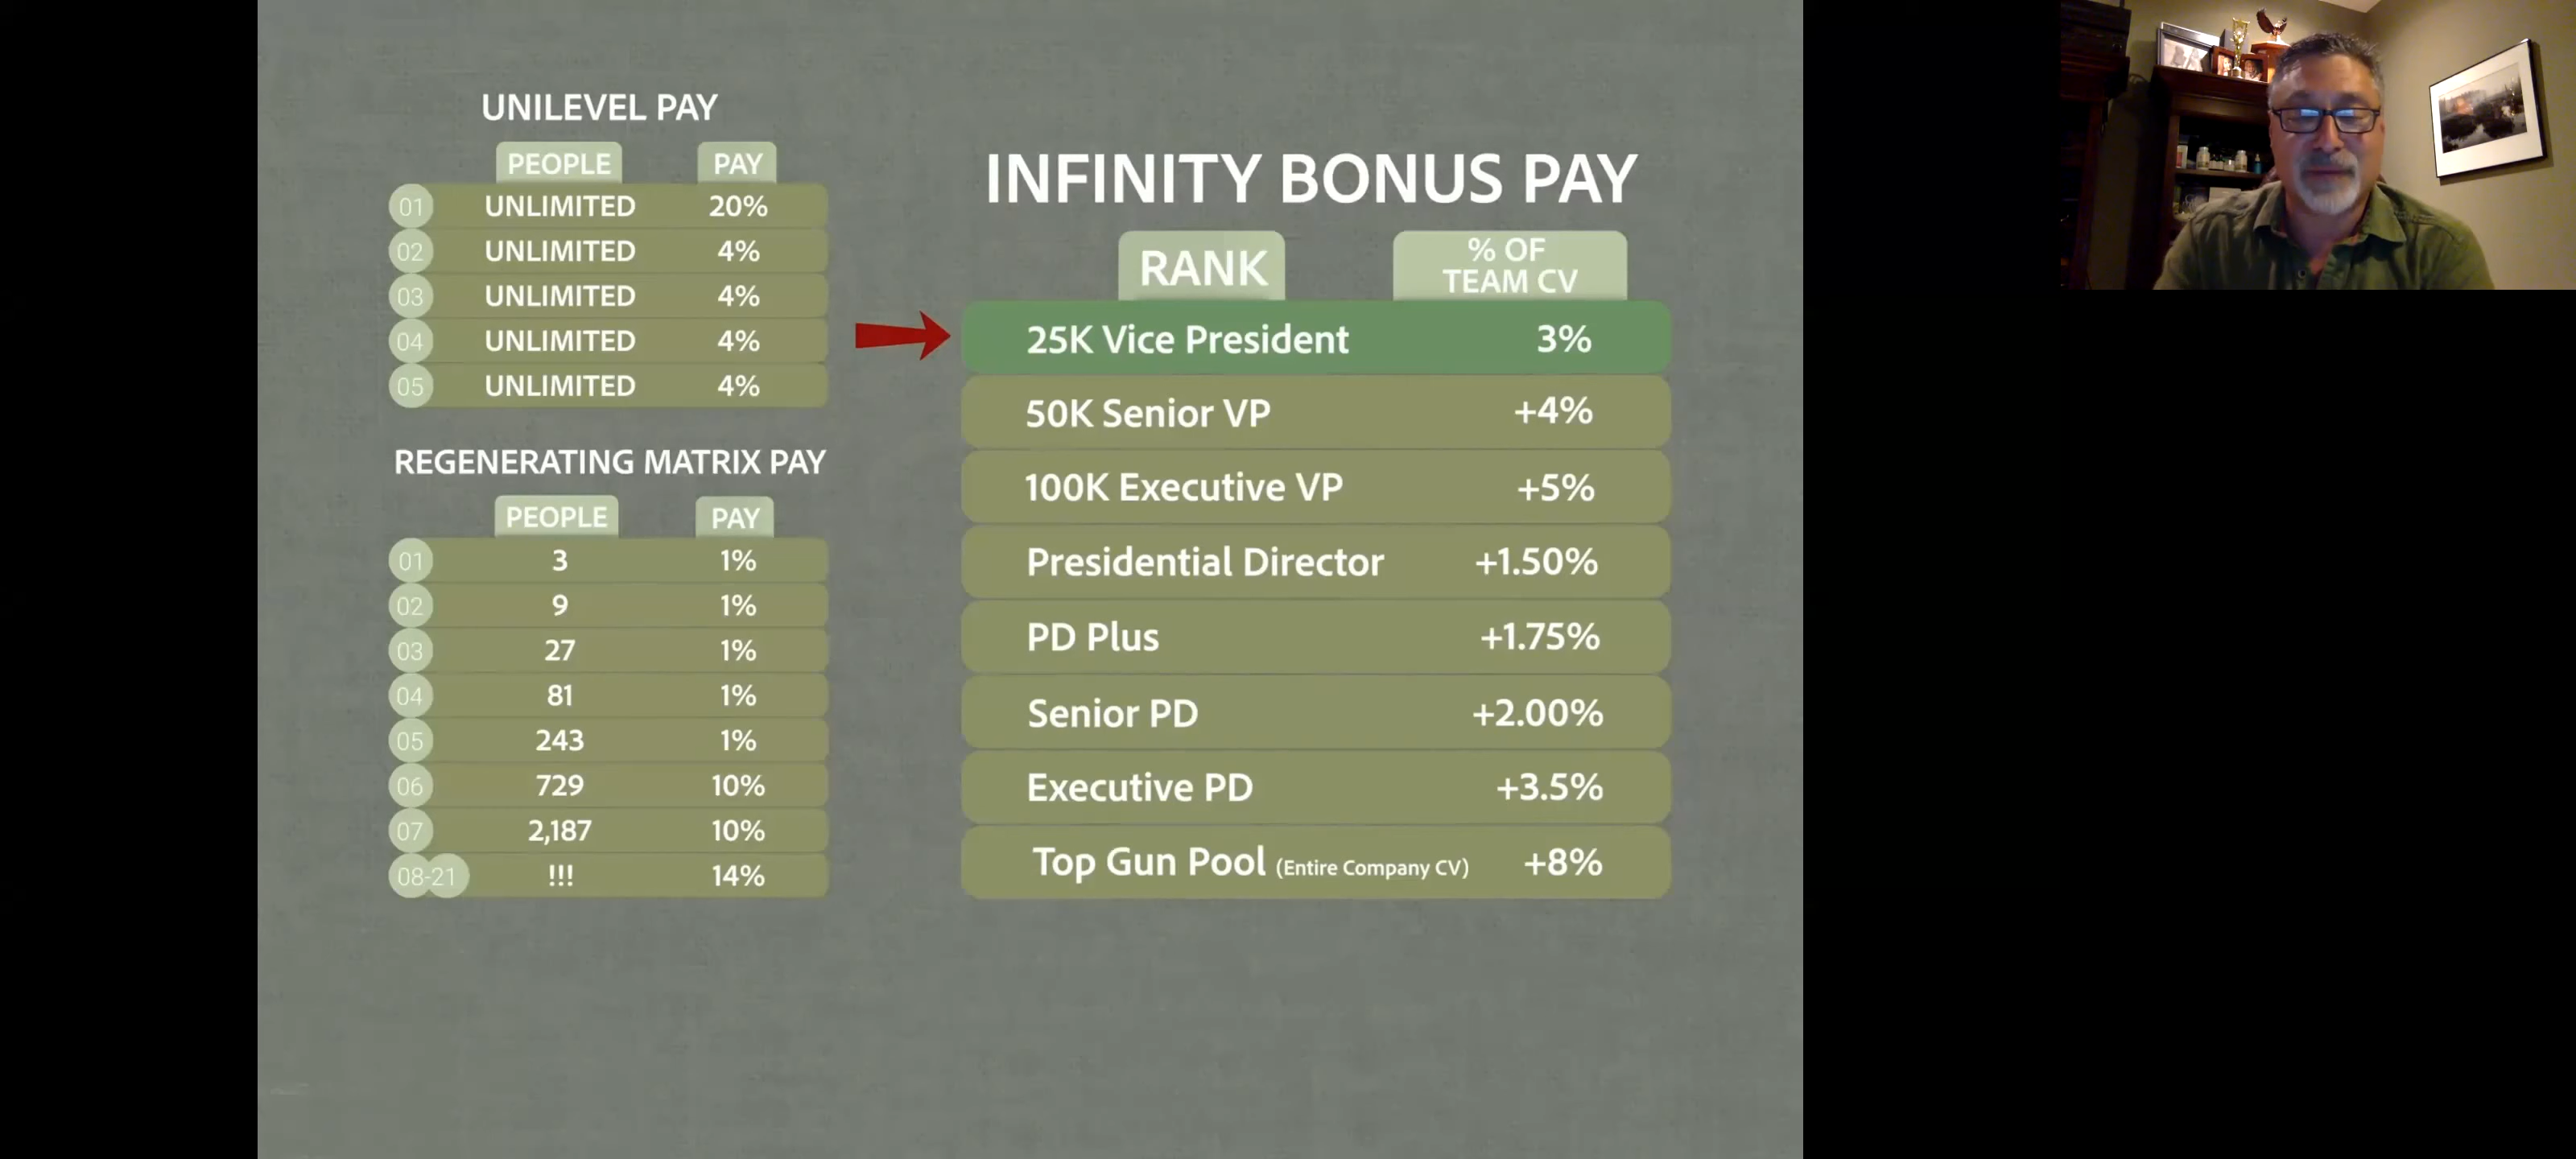 UNILEVEL PAY
PEOPLE PAY
01 UNLIMITED 20%
02 UNLIMITED 4%
03 UNLIMITED 4%
04 UNLIMITED 4%
05 UNLIMITED 4%
REGENERATING MATRIX PAY
PEOPLE PAY
01 3 1%
02 9 1%
03 27 1%
04 81 1%
05 243 1%
06 729 10%
07 2,187 10%
08-21 !!! 14%
INFINITY BONUS PAY
RANK % OF
TEAM CV
25K Vice President 3%
50K Senior VP +4%
100K Executive VP +5%
Presidential Director +1.50%
PD Plus +1.75%
Senior PD +2.00%
Executive PD +3.5%
Top Gun Pool (Entire Company CV) +8%